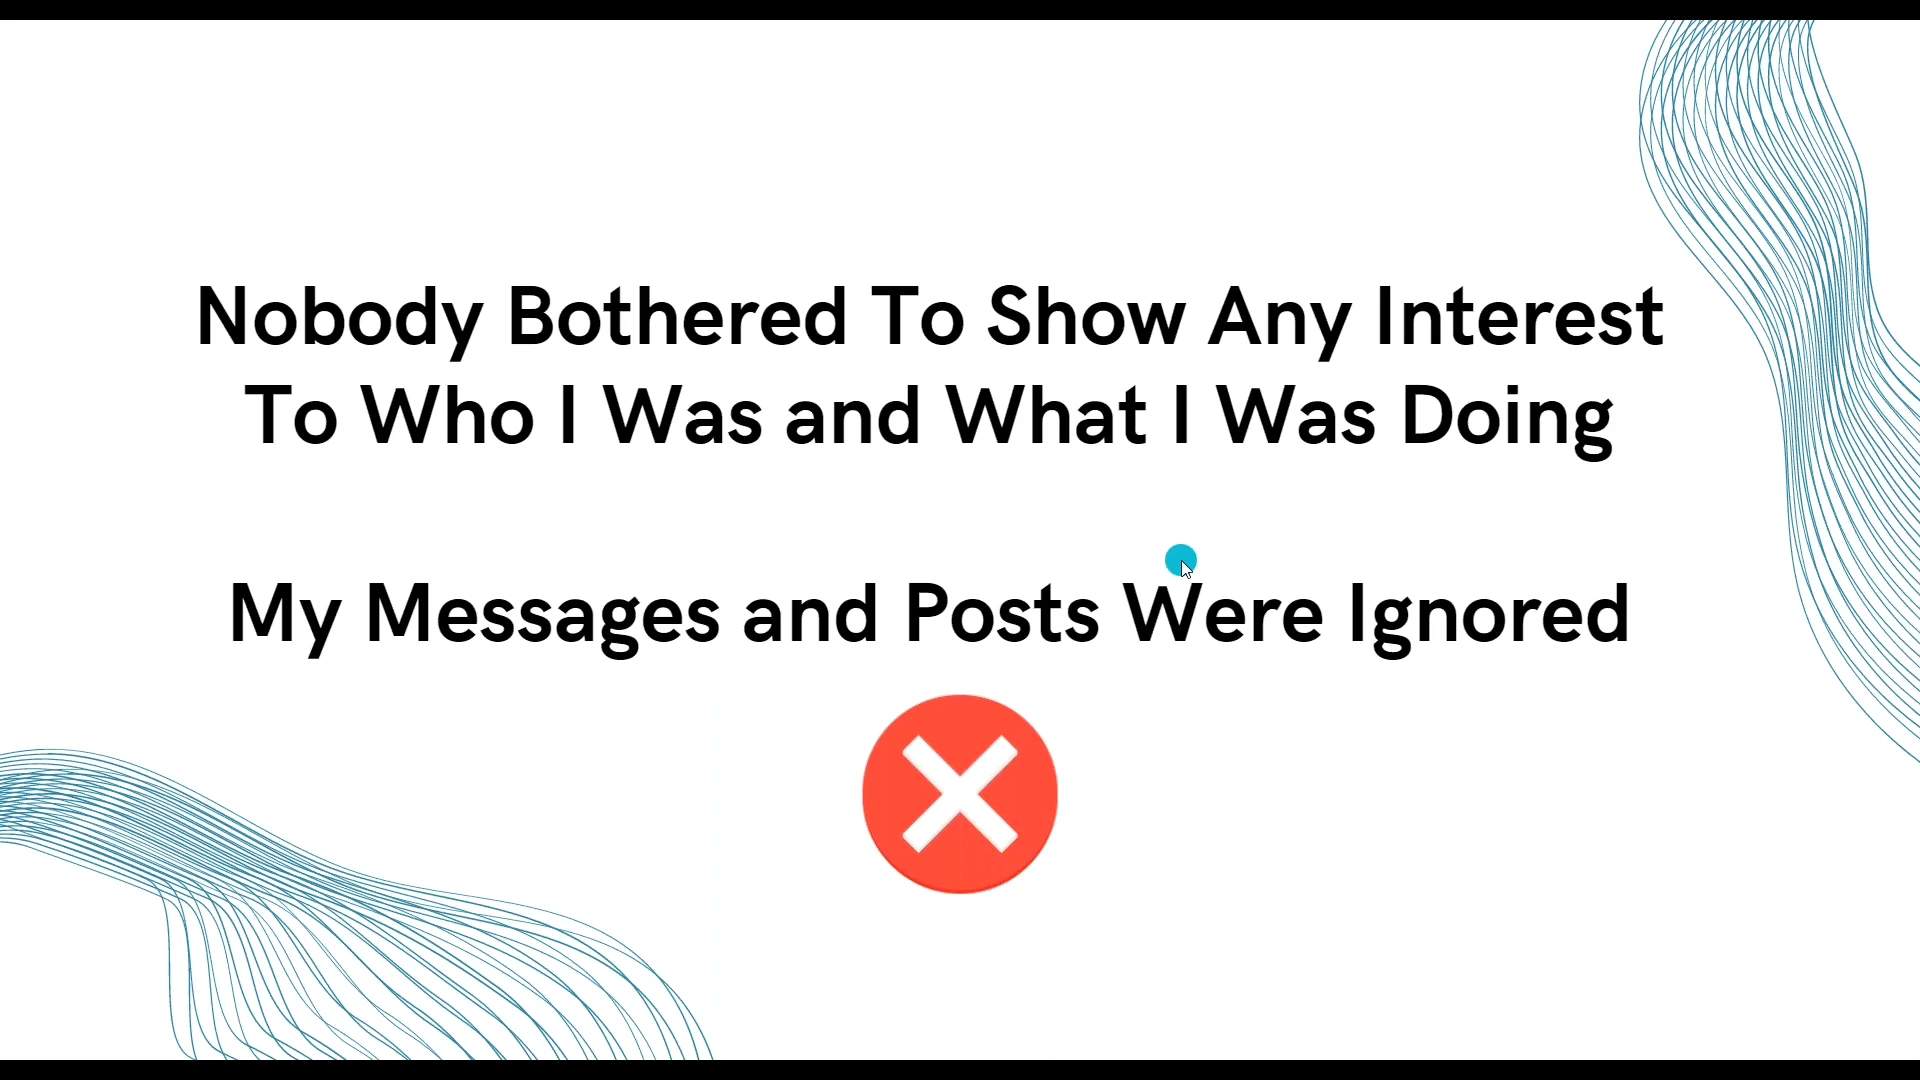 Nobody Bothered To Show Any Interest
To Who I Was and What I Was Doing
My Messages and Posts Were Ignored